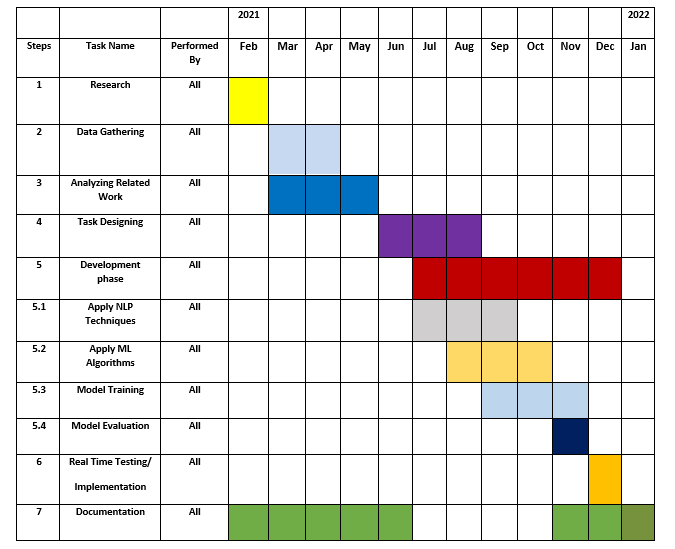 2021 2022
Steps Task Name Performed By Feb Mar Apr May Jun Jul Aug Sep Oct Nov Dec Jan
1 Research All
2 Data Gathering All
3 Analyzing Related Work All
4 Task Designing All
5 Development phase All
5.1 Apply NLP Techniques All
5.2 Apply ML Algorithms All
5.3 Model Training All
5.4 Model Evaluation All
6 Real Time Testing/ Implementation All
7 Documentation All